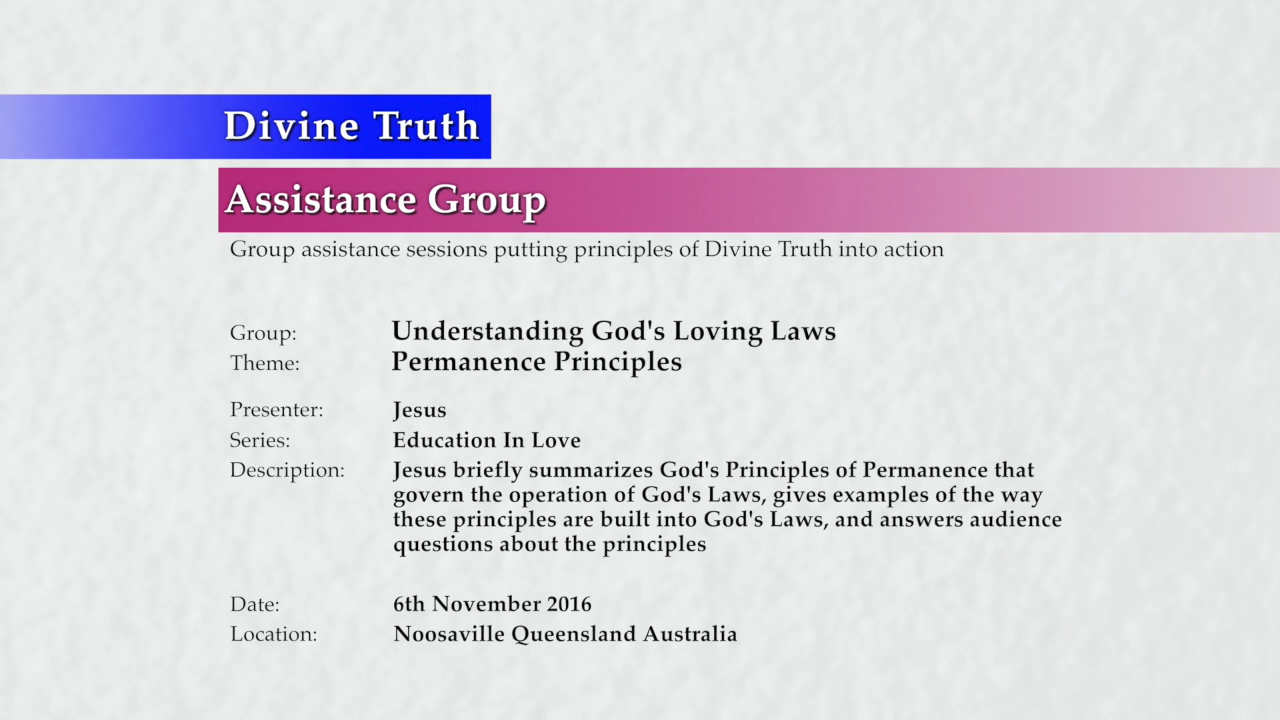 Divine Truth
Assistance Group
Group assistance sessions putting principles of Divine Truth into action
Group: Understanding God's Loving Laws
Theme: Permanence Principles
Presenter: Jesus
Series: Education In Love
Description: Jesus briefly summarizes God's Principles of Permanence that
govern the operation of God's Laws, gives examples of the way
these principles are built into God's Laws, and answers audience
questions about the principles
Date: 6th November 2016
Location: Noosaville Queensland Australia